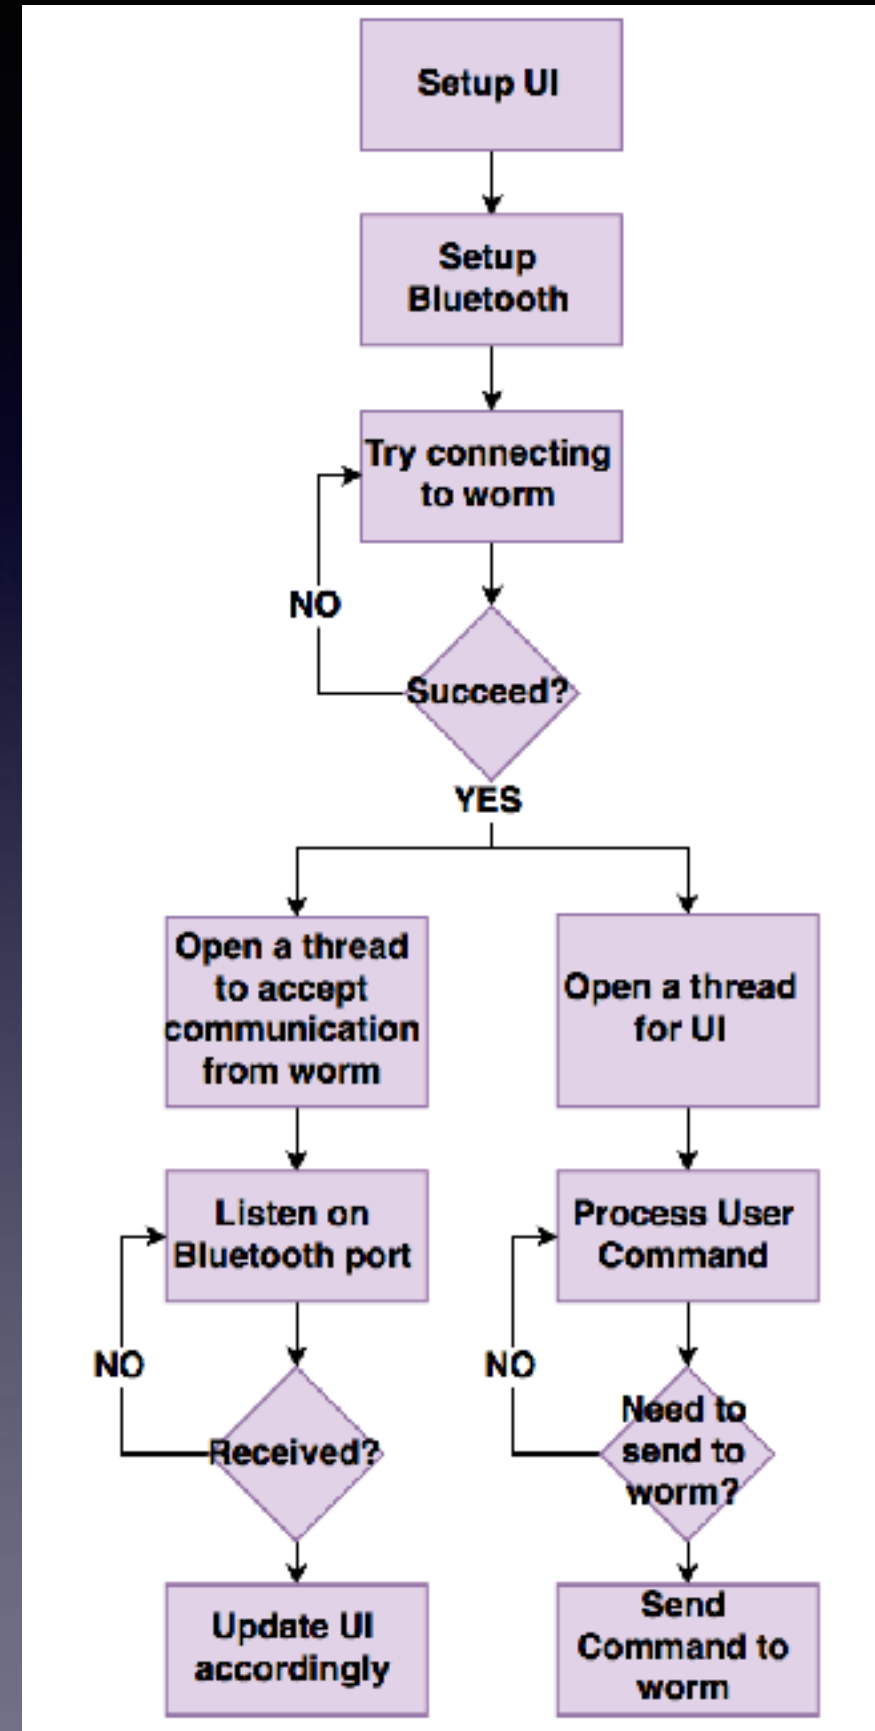 Setup UI
Setup
Bluetooth
Try connecting
to worm
NO
Succeed?
YES
Open a thread
to accept
communication
from worm
Open a thread
for UI
Listen on
Bluetooth port
Process User
Command
NO
NO
Received?
Need to
send to
worm?
Update UI
accordingly
Send
Command to
worm